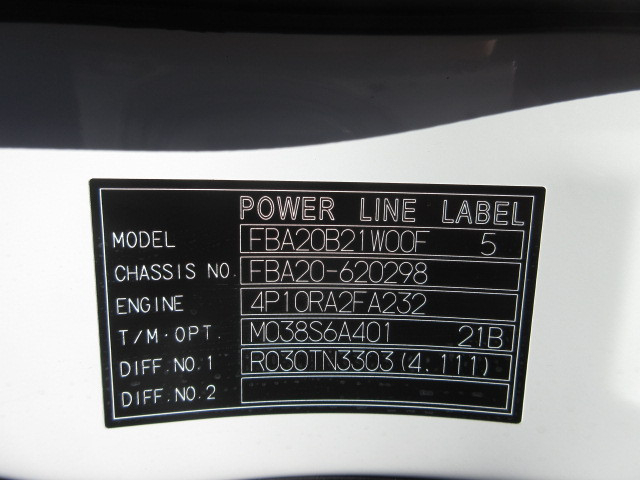 POWER LINE LABEL
MODEL FBA20B21W00F 5
CHASSIS NO. FBA20-620298
ENGINE 4P10RA2FA232
T/M·OPT. M038S6A401 21B
DIFF.NO.1 R030TN3303(4.111)
DIFF.NO.2